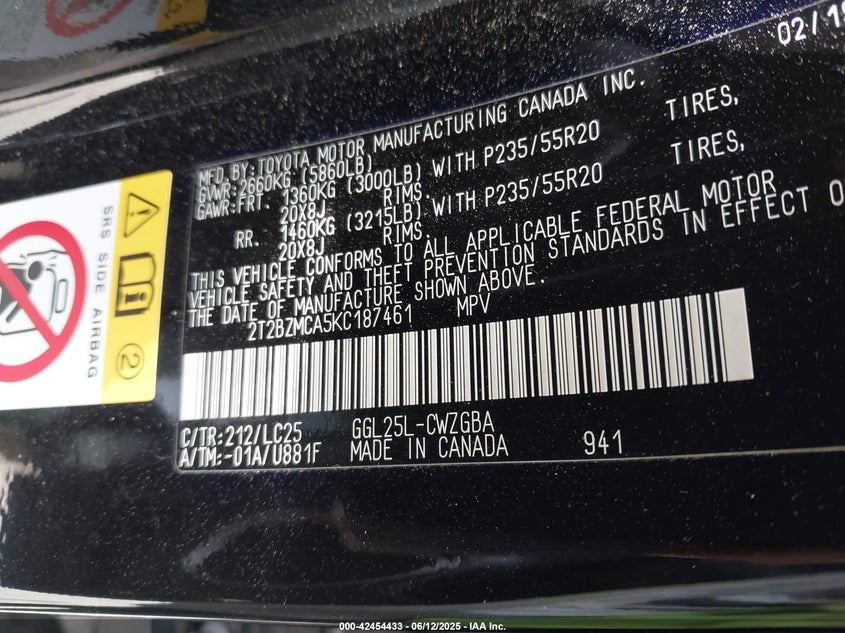 02/19
MFD.BY:TOYOTA MOTOR MANUFACTURING CANADA INC.
GVWR:2660KG (5860LB)
GAWR:FRT. 1360KG (3000LB) WITH P235/55R20 TIRES,
20X8J RIMS,
RR. 1460KG (3215LB) WITH P235/55R20 TIRES,
20X8J RIMS.
THIS VEHICLE CONFORMS TO ALL APPLICABLE FEDERAL MOTOR
VEHICLE SAFETY AND THEFT PREVENTION STANDARDS IN EFFECT O
THE DATE OF MANUFACTURE SHOWN ABOVE.
2T2BZMCA5KC187461 MPV
C/TR:212/LC25 GGL25L-CWZGBA
A/TM:-01A/U881F MADE IN CANADA 941
SRS SIDE AIRBAG
2
000-42454433 - 06/12/2025 - IAA Inc.